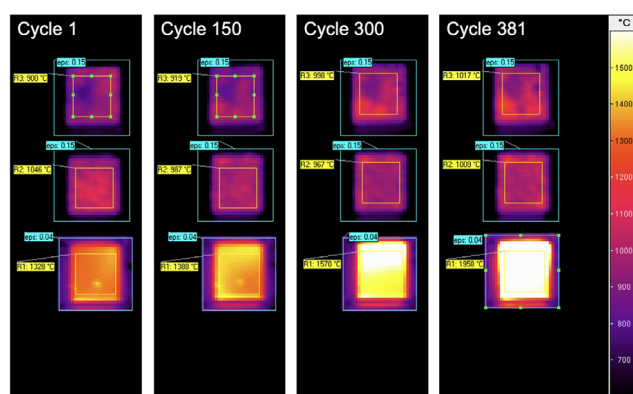 Cycle 1
Cycle 150
Cycle 300
Cycle 381
°C
eps: 0.15
R3: 900 °C
eps: 0.15
R2: 1046 °C
eps: 0.04
R1: 1328 °C
eps: 0.15
R3: 919 °C
eps: 0.15
R2: 987 °C
eps: 0.04
R1: 1388 °C
eps: 0.15
R3: 998 °C
eps: 0.15
R2: 967 °C
eps: 0.04
R1: 1570 °C
eps: 0.15
R3: 1017 °C
eps: 0.15
R2: 1009 °C
eps: 0.04
R1: 1958 °C
1500
1400
1300
1200
1100
1000
900
800
700